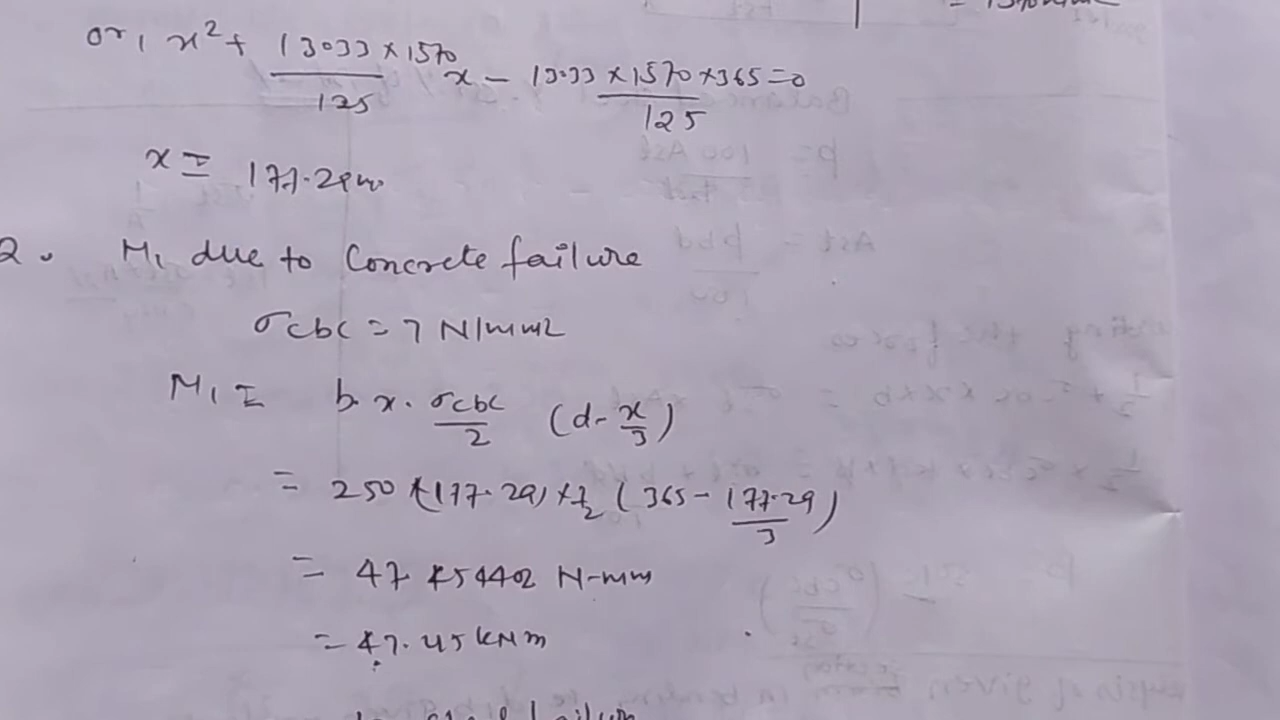 or, x² + 13.33 × 1570 / 125 x - 13.33 × 1570 × 365 / 125 = 0
x = 177.29
2. M₁ due to Concrete failure
σcbc = 7 N/mm2
M₁ = b. x. σcbc / 2 (d - x/3)
= 250 × (177.29) × 7/2 (365 - 177.29 / 3)
= 47 454402 N-mm
= 47.45 kNm